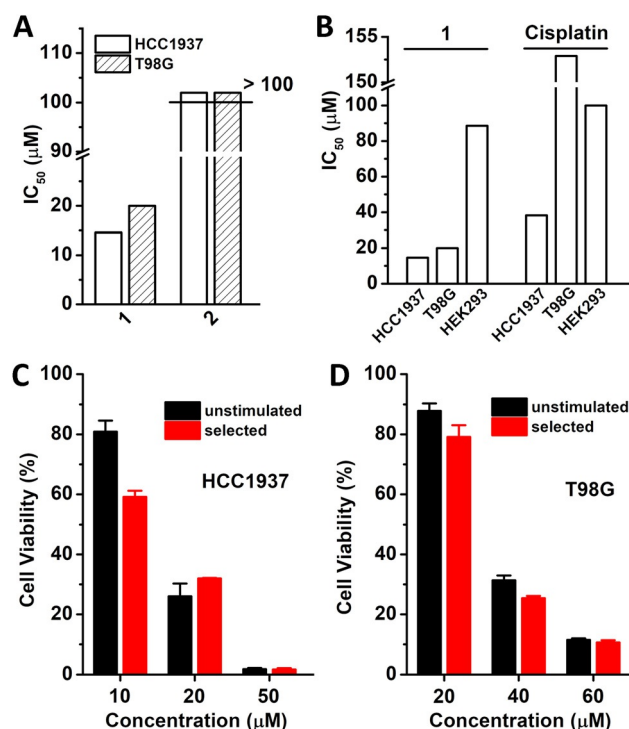 A
HCC1937
T98G
> 100
IC50 (µM)
110
100
90
20
15
10
5
0
1
2
B
1
Cisplatin
IC50 (µM)
155
150
100
80
60
40
20
0
HCC1937
T98G
HEK293
HCC1937
T98G
HEK293
C
unstimulated
selected
HCC1937
Cell Viability (%)
100
80
60
40
20
0
10
20
50
Concentration (µM)
D
unstimulated
selected
T98G
Cell Viability (%)
100
80
60
40
20
0
20
40
60
Concentration (µM)